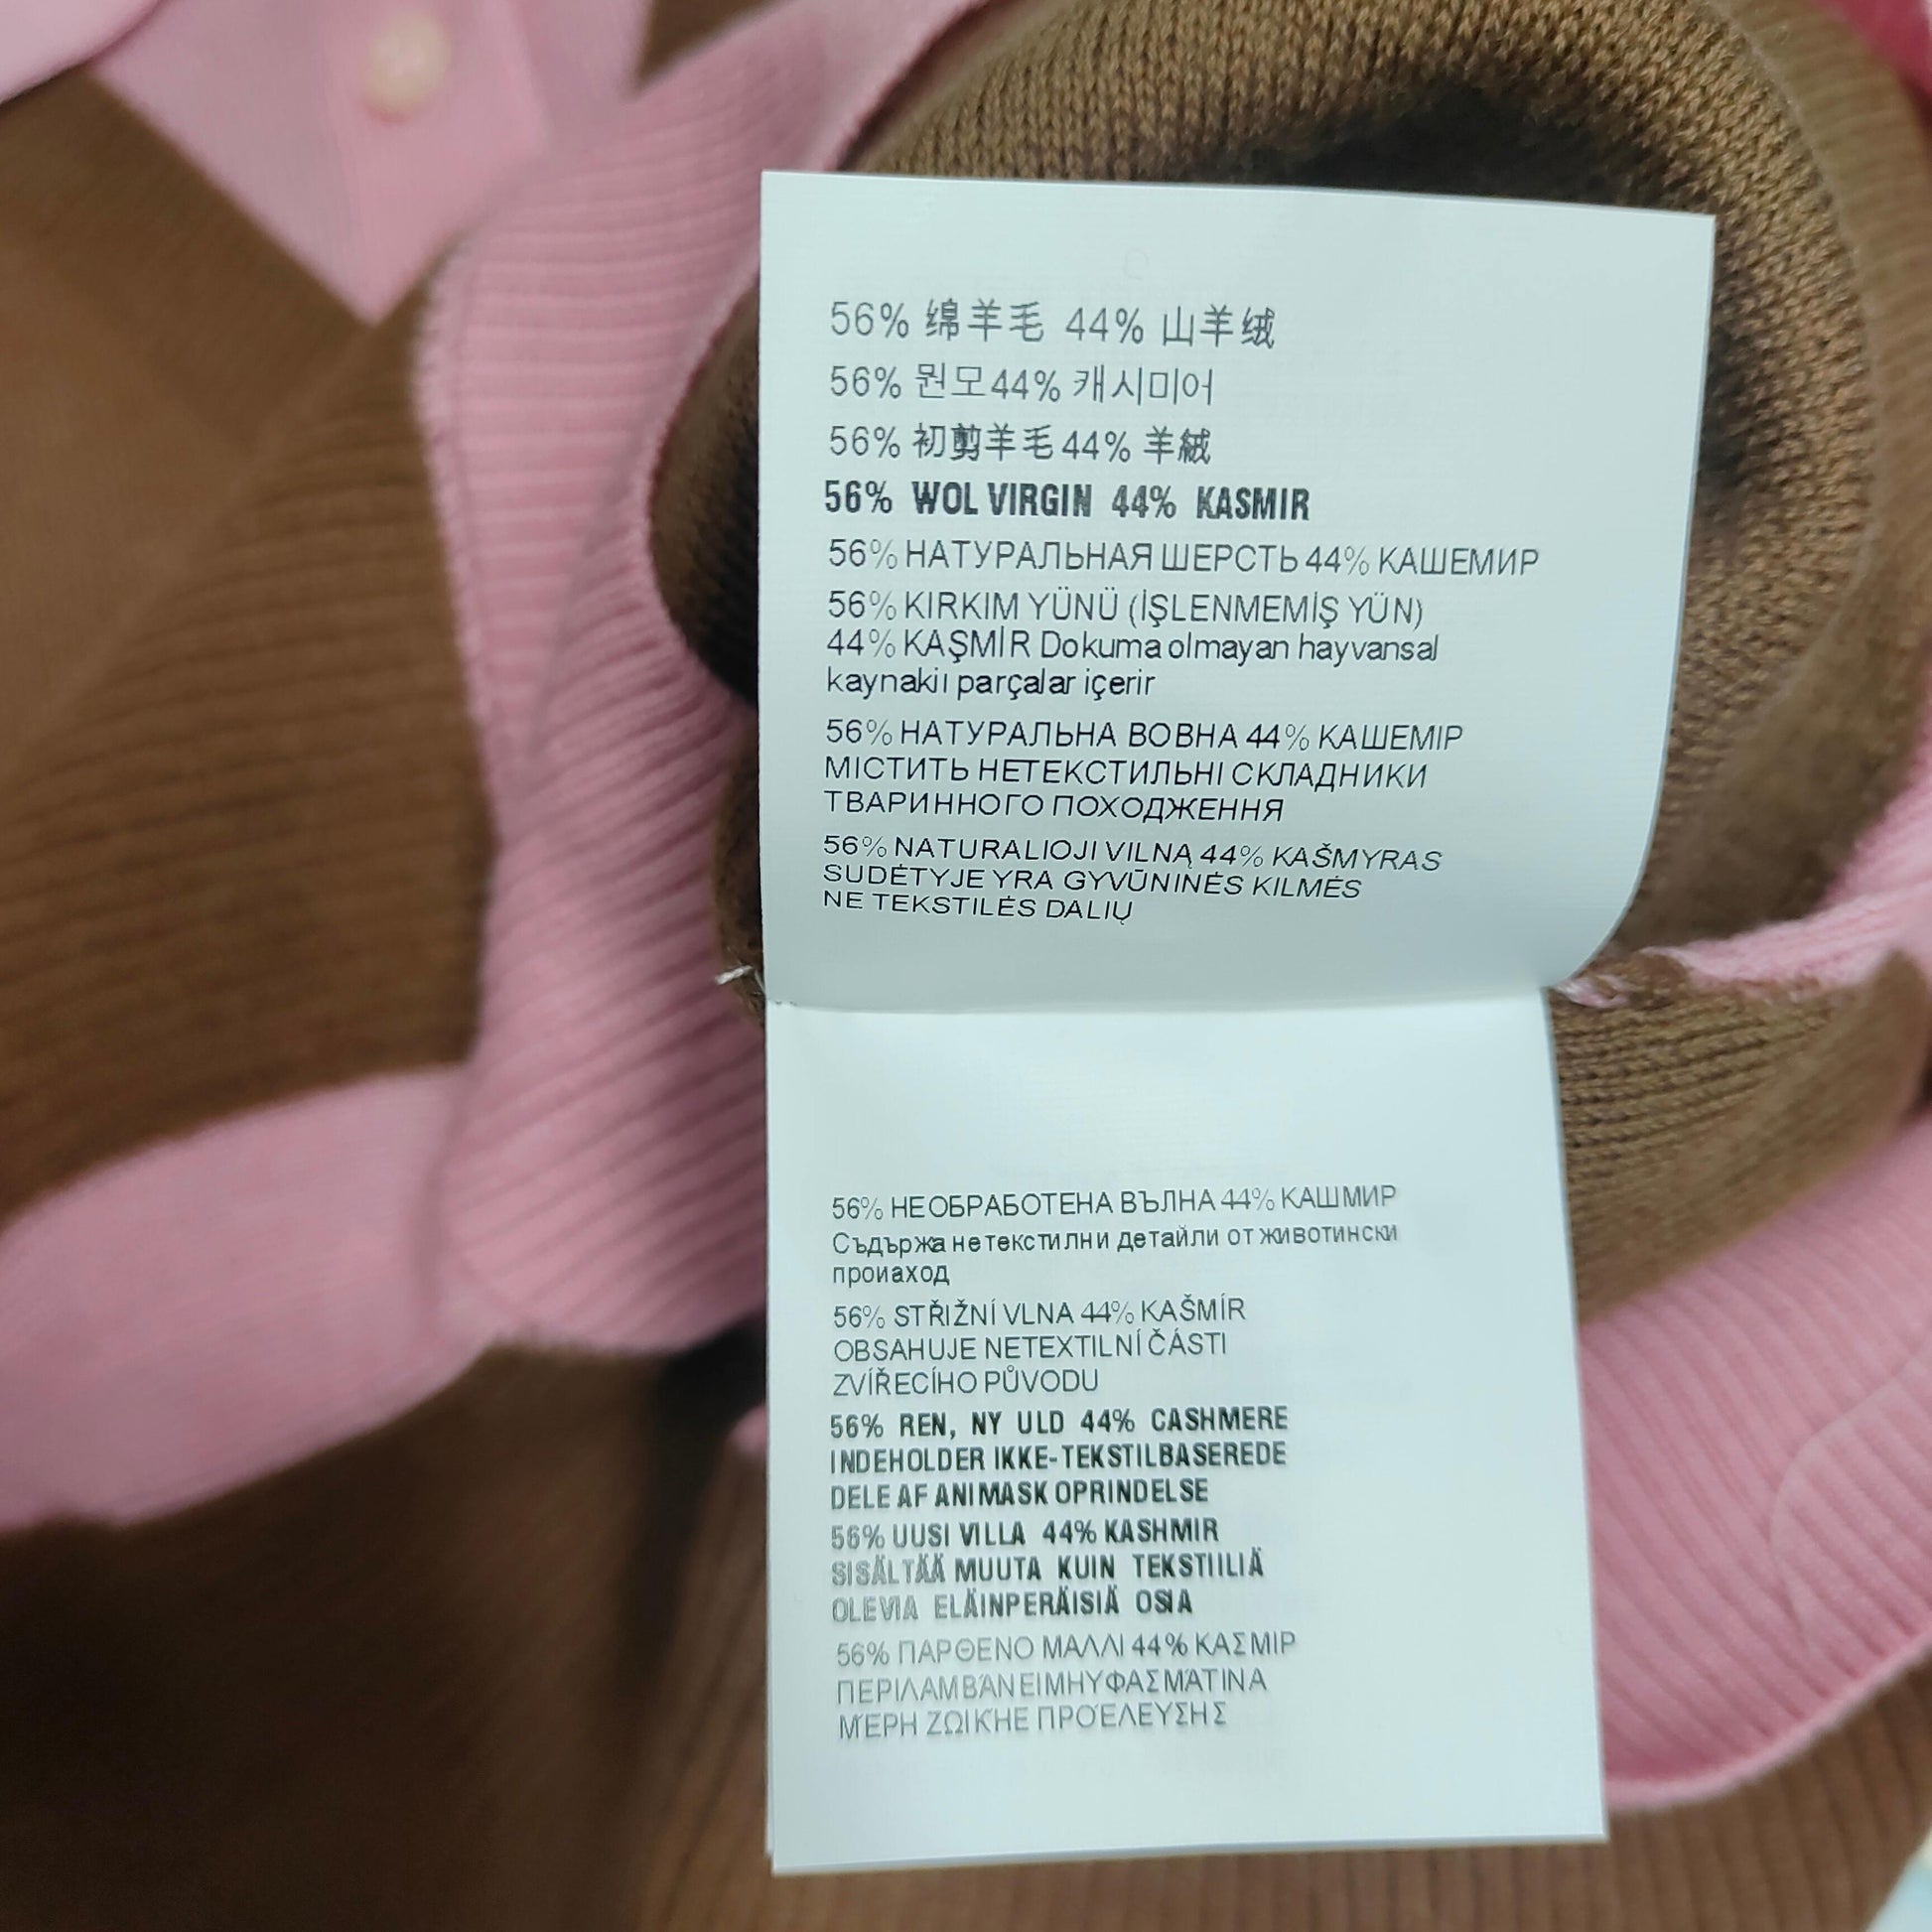 56% 绵羊毛 44% 山羊绒
56% 뭔모44% 캐시미어
56% 初剪羊毛44% 羊絨
56% WOL VIRGIN 44% KASMIR
56% НАТУРАЛЬНАЯ ШЕРСТЬ 44% КАШЕМИР
56% KIRKIM YÜNÜ (İŞLENMEMİŞ YÜN)
44% KAŞMİR Dokuma olmayan hayvansal
kaynakiı parçalar içerir
56% НАТУРАЛЬНА ВОВНА 44% КАШЕМІР
МІСТИТЬ НЕТЕКСТИЛЬНІ СКЛАДНИКИ
ТВАРИННОГО ПОХОДЖЕННЯ
56% NATURALIOJI VILNĄ 44% KAŠMYRAS
SUDĖTYJE YRA GYVŪNINĖS KILMĖS
NE TEKSTILĖS DALIŲ
56% НЕОБРАБОТЕНА ВЪЛНА 44% КАШМИР
Съдържа нетекстилни детайли от животински
произход
56% STŘIŽNÍ VLNA 44% KAŠMÍR
OBSAHUJE NETEXTILNÍ ČÁSTI
ZVÍŘECÍHO PŮVODU
56% REN, NY ULD 44% CASHMERE
INDEHOLDER IKKE-TEKSTILBASEREDE
DELE AF ANIMASK OPRINDELSE
56% UUSI VILLA 44% KASHMIR
SISÄLTÄÄ MUUTA KUIN TEKSTIILIÄ
OLEVIA ELÄINPERÄISIÄ OSIA
56% ΠΑΡΘΕΝΟ ΜΑΛΛΙ 44% ΚΑΣΜΙΡ
ΠΕΡΙΛΑΜΒΆΝΕΙ ΜΗ ΥΦΑΣΜΆΤΙΝΑ
ΜΈΡΗ ΖΩΙΚΉΕ ΠΡΟΈΛΕΥΣΗΣ